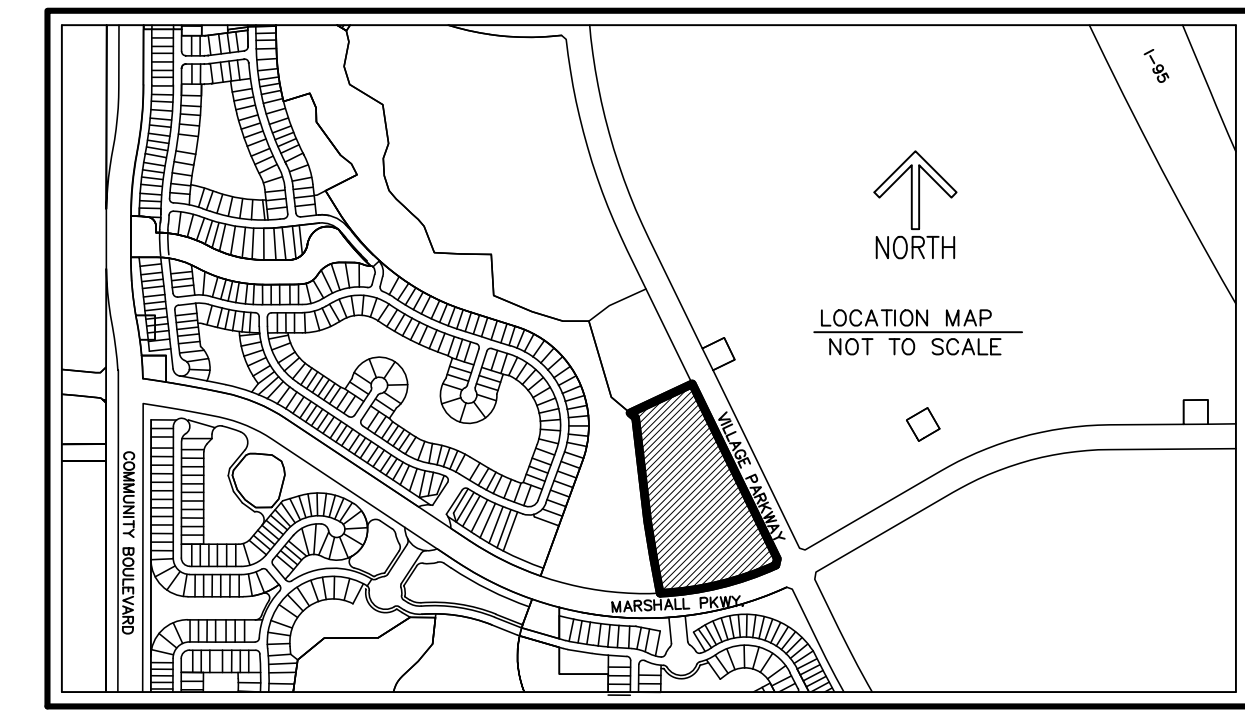 I-95
NORTH
LOCATION MAP
NOT TO SCALE
VILLAGE PARKWAY
COMMUNITY BOULEVARD
MARSHALL PKWY.